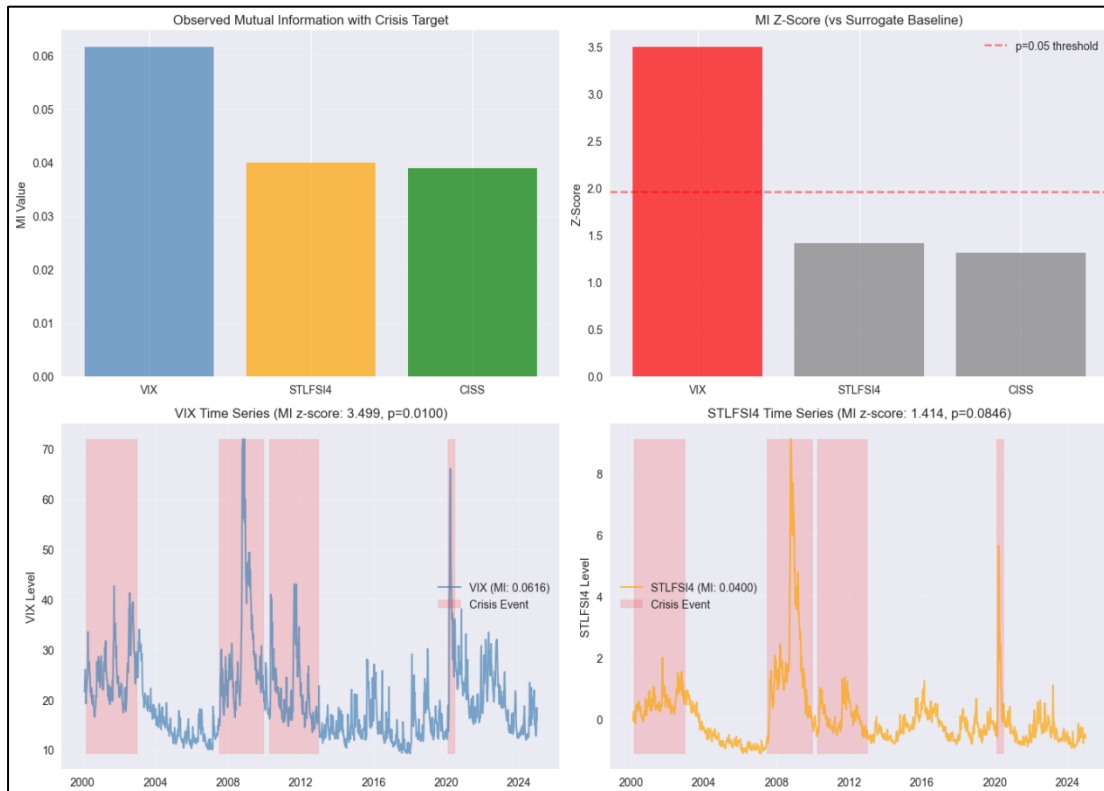 Observed Mutual Information with Crisis Target
MI Value
0.06
0.05
0.04
0.03
0.02
0.01
0.00
VIX STLFSI4 CISS
MI Z-Score (vs Surrogate Baseline)
p=0.05 threshold
Z-Score
3.5
3.0
2.5
2.0
1.5
1.0
0.5
0.0
VIX STLFSI4 CISS
VIX Time Series (MI z-score: 3.499, p=0.0100)
VIX Level
70
60
50
40
30
20
10
VIX (MI: 0.0616)
Crisis Event
2000 2004 2008 2012 2016 2020 2024
STLFSI4 Time Series (MI z-score: 1.414, p=0.0846)
STLFSI4 Level
8
6
4
2
0
STLFSI4 (MI: 0.0400)
Crisis Event
2000 2004 2008 2012 2016 2020 2024